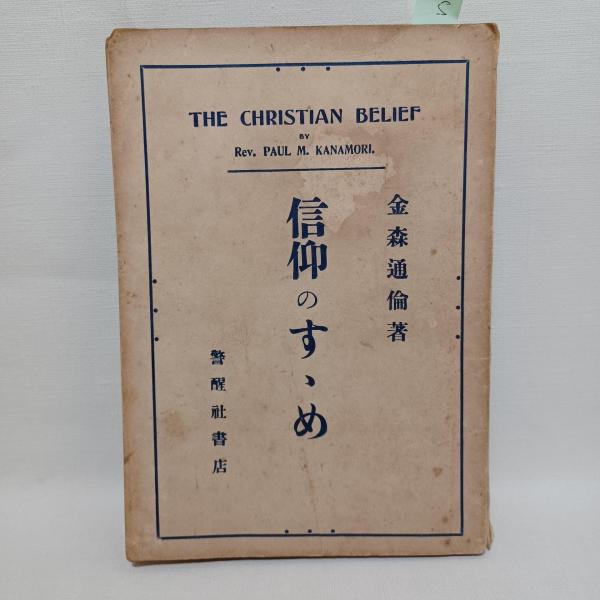 THE CHRISTIAN BELIEF
BY
Rev. PAUL M. KANAMORI.
金森通倫著
信仰のすゝめ
警醒社書店